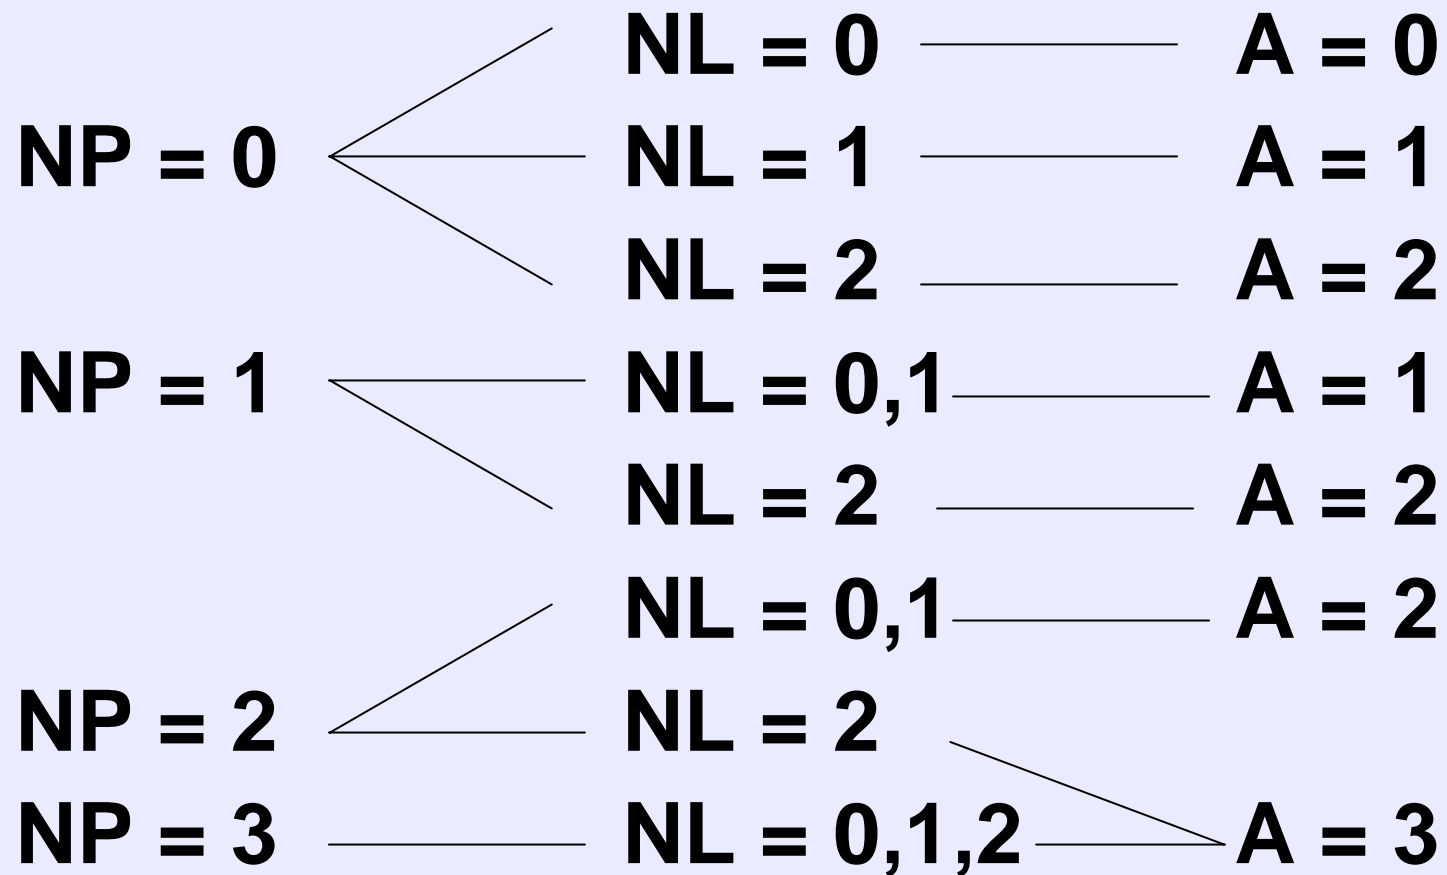 NL = 0 A = 0
NP = 0 NL = 1 A = 1
NL = 2 A = 2
NP = 1 NL = 0,1 A = 1
NL = 2 A = 2
NL = 0,1 A = 2
NP = 2 NL = 2
NP = 3 NL = 0,1,2 A = 3